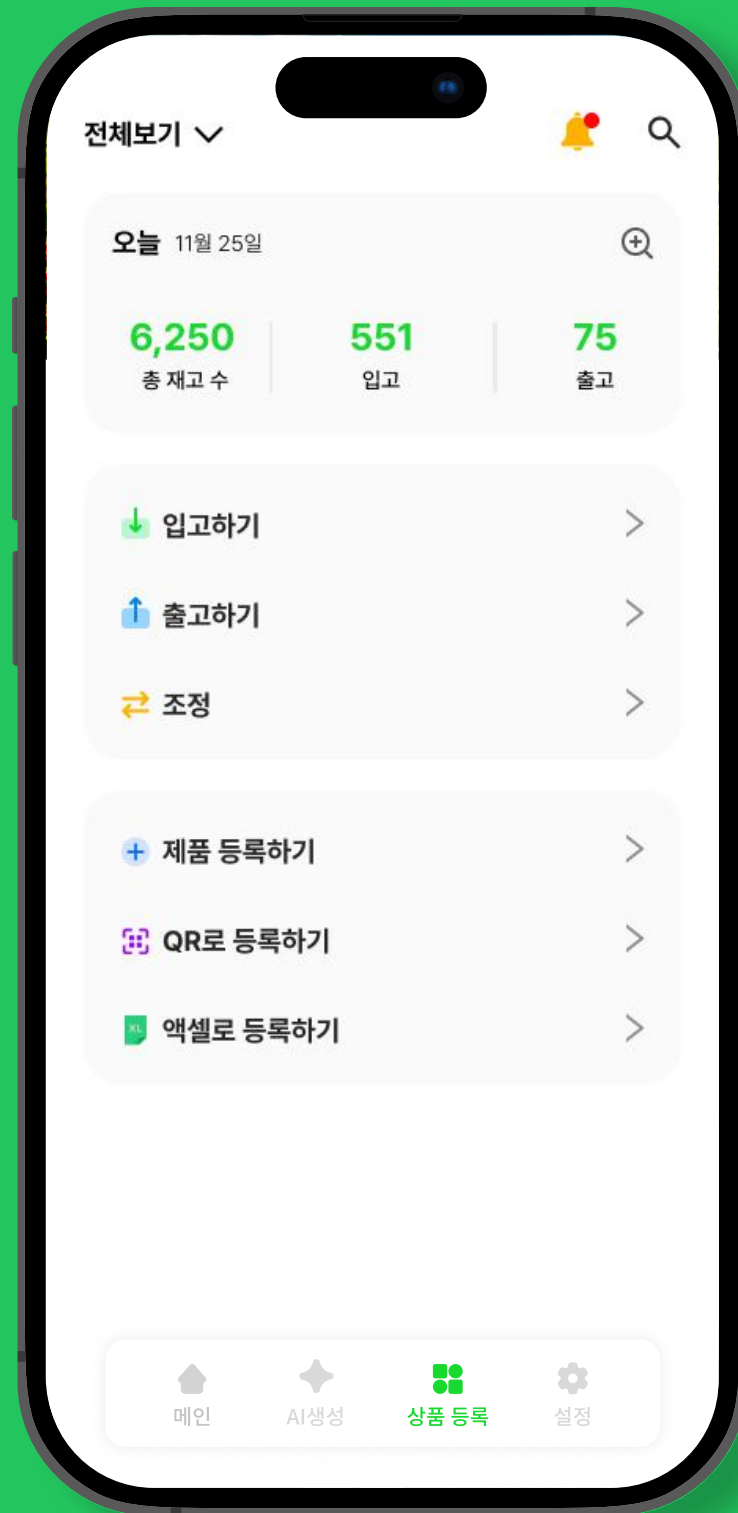 전체보기
오늘 11월 25일
6,250 551 75
총 재고 수 입고 출고
입고하기
출고하기
조정
제품 등록하기
QR로 등록하기
XL 액셀로 등록하기
메인 AI생성 상품 등록 설정